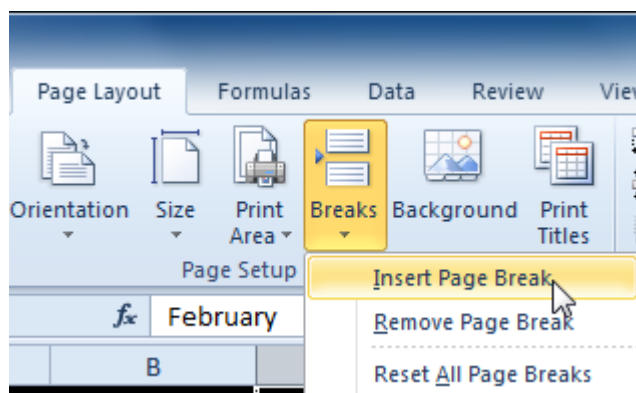 Page Layout Formulas Data Review View
Orientation Size Print Area Breaks Background Print Titles
Page Setup
Insert Page Break
fx February
Remove Page Break
B
Reset All Page Breaks